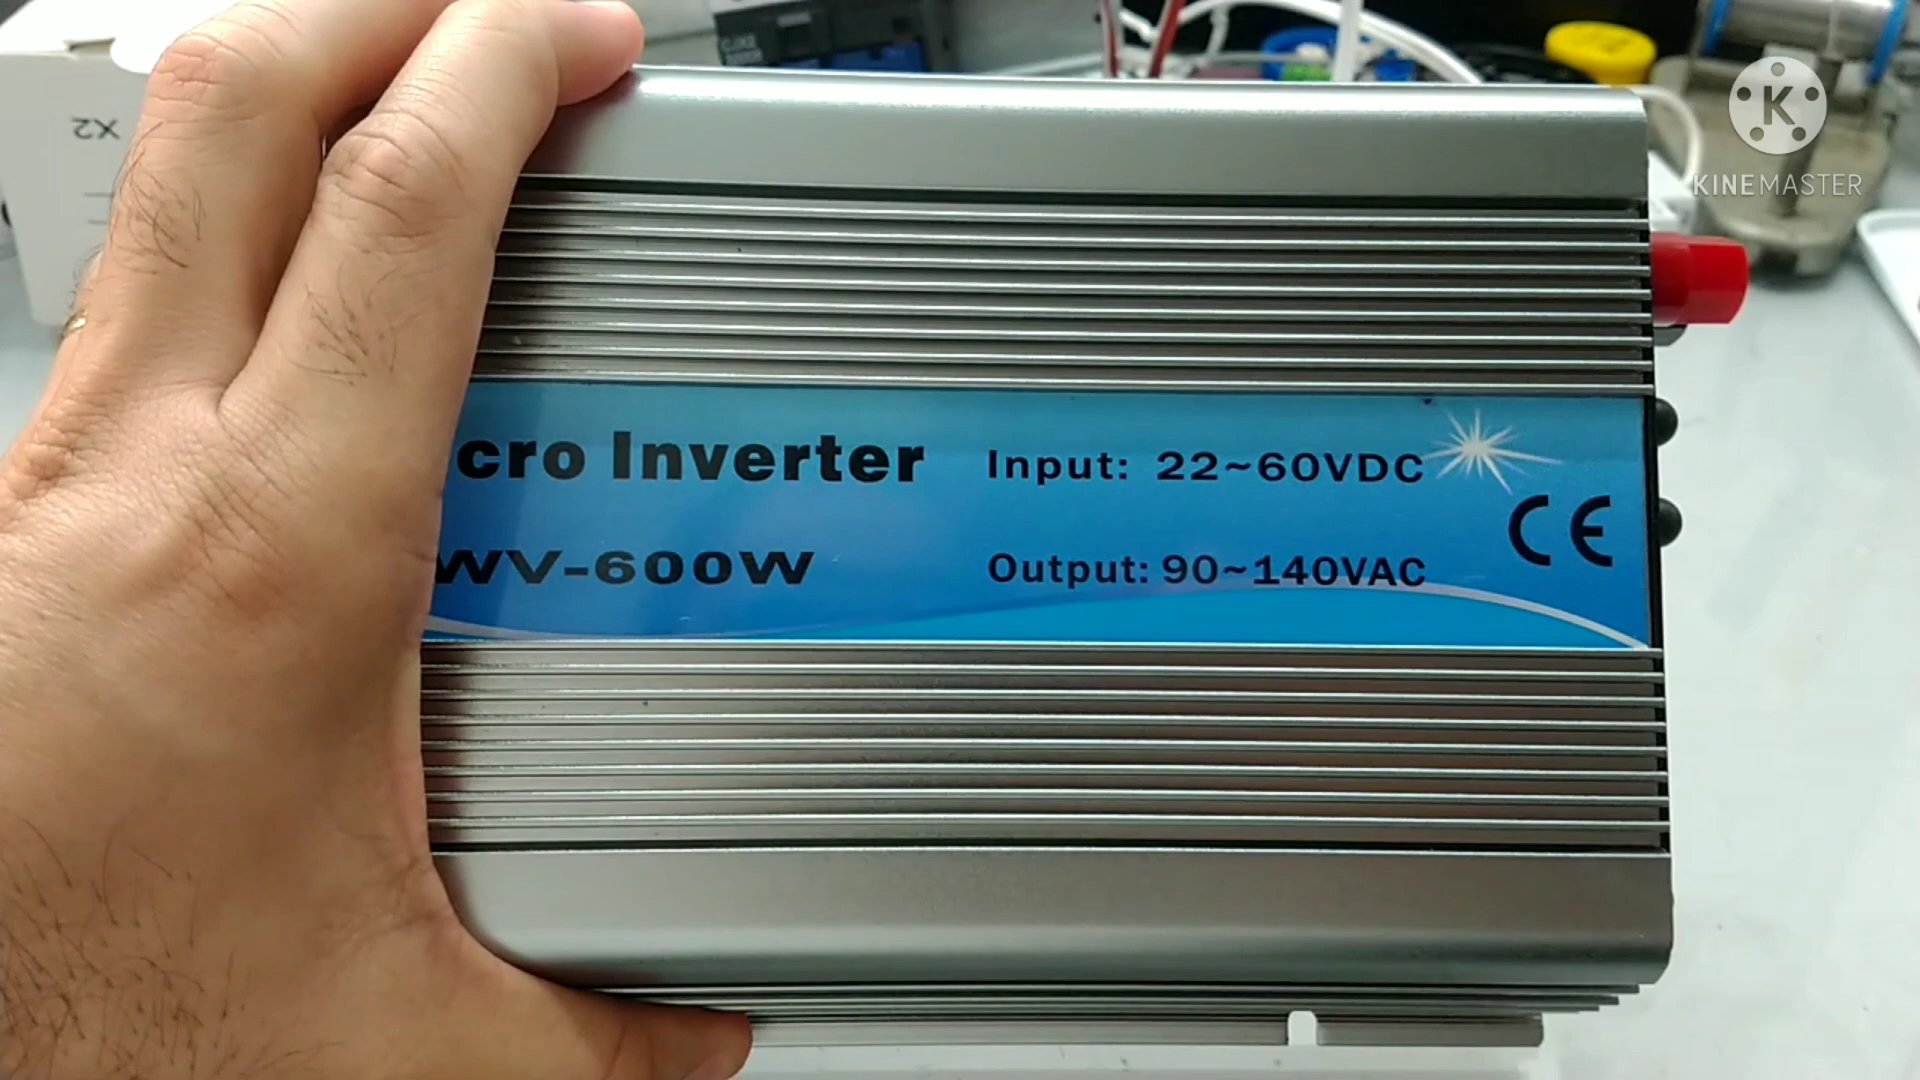 X2
K
KINEMASTER
cro Inverter
Input: 22~60VDC
CE
WV-600W
Output: 90~140VAC